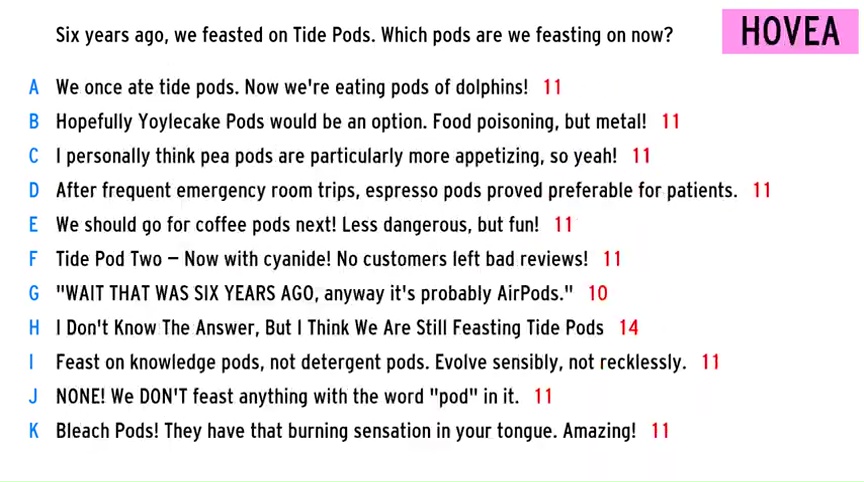 Six years ago, we feasted on Tide Pods. Which pods are we feasting on now?
HOVEA
A We once ate tide pods. Now we're eating pods of dolphins! 11
B Hopefully Yoylecake Pods would be an option. Food poisoning, but metal! 11
C I personally think pea pods are particularly more appetizing, so yeah! 11
D After frequent emergency room trips, espresso pods proved preferable for patients. 11
E We should go for coffee pods next! Less dangerous, but fun! 11
F Tide Pod Two – Now with cyanide! No customers left bad reviews! 11
G "WAIT THAT WAS SIX YEARS AGO, anyway it's probably AirPods." 10
H I Don't Know The Answer, But I Think We Are Still Feasting Tide Pods 14
I Feast on knowledge pods, not detergent pods. Evolve sensibly, not recklessly. 11
J NONE! We DON'T feast anything with the word "pod" in it. 11
K Bleach Pods! They have that burning sensation in your tongue. Amazing! 11